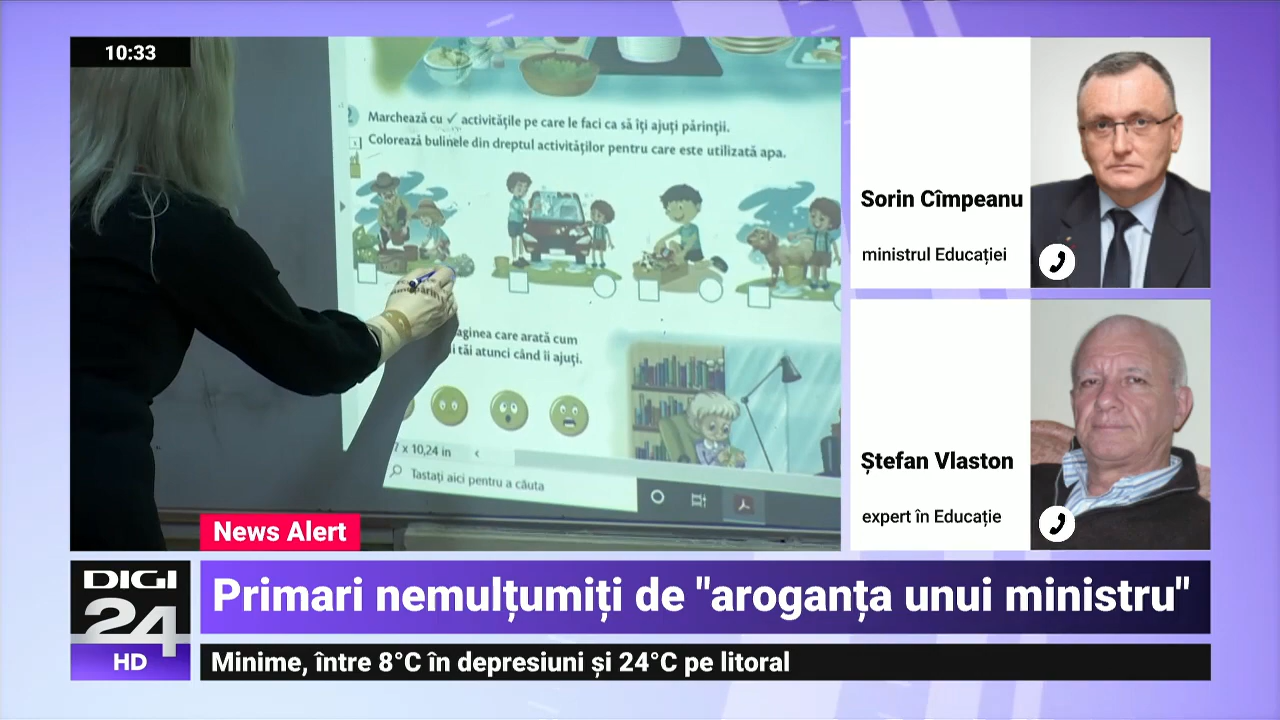 10:33
Marchează cu ✓ activitățile pe care le faci ca să îți ajuți părinții.
Colorează bulinele din dreptul activităților pentru care este utilizată apa.
aginea care arată cum
i tăi atunci când îi ajuți.
7 x 10,24 in
Tastați aici pentru a căuta
Sorin Cîmpeanu
ministrul Educației
Ștefan Vlaston
expert în Educație
News Alert
DIGI
24
HD
Primari nemulțumiți de "aroganța unui ministru"
Minime, între 8°C în depresiuni și 24°C pe litoral